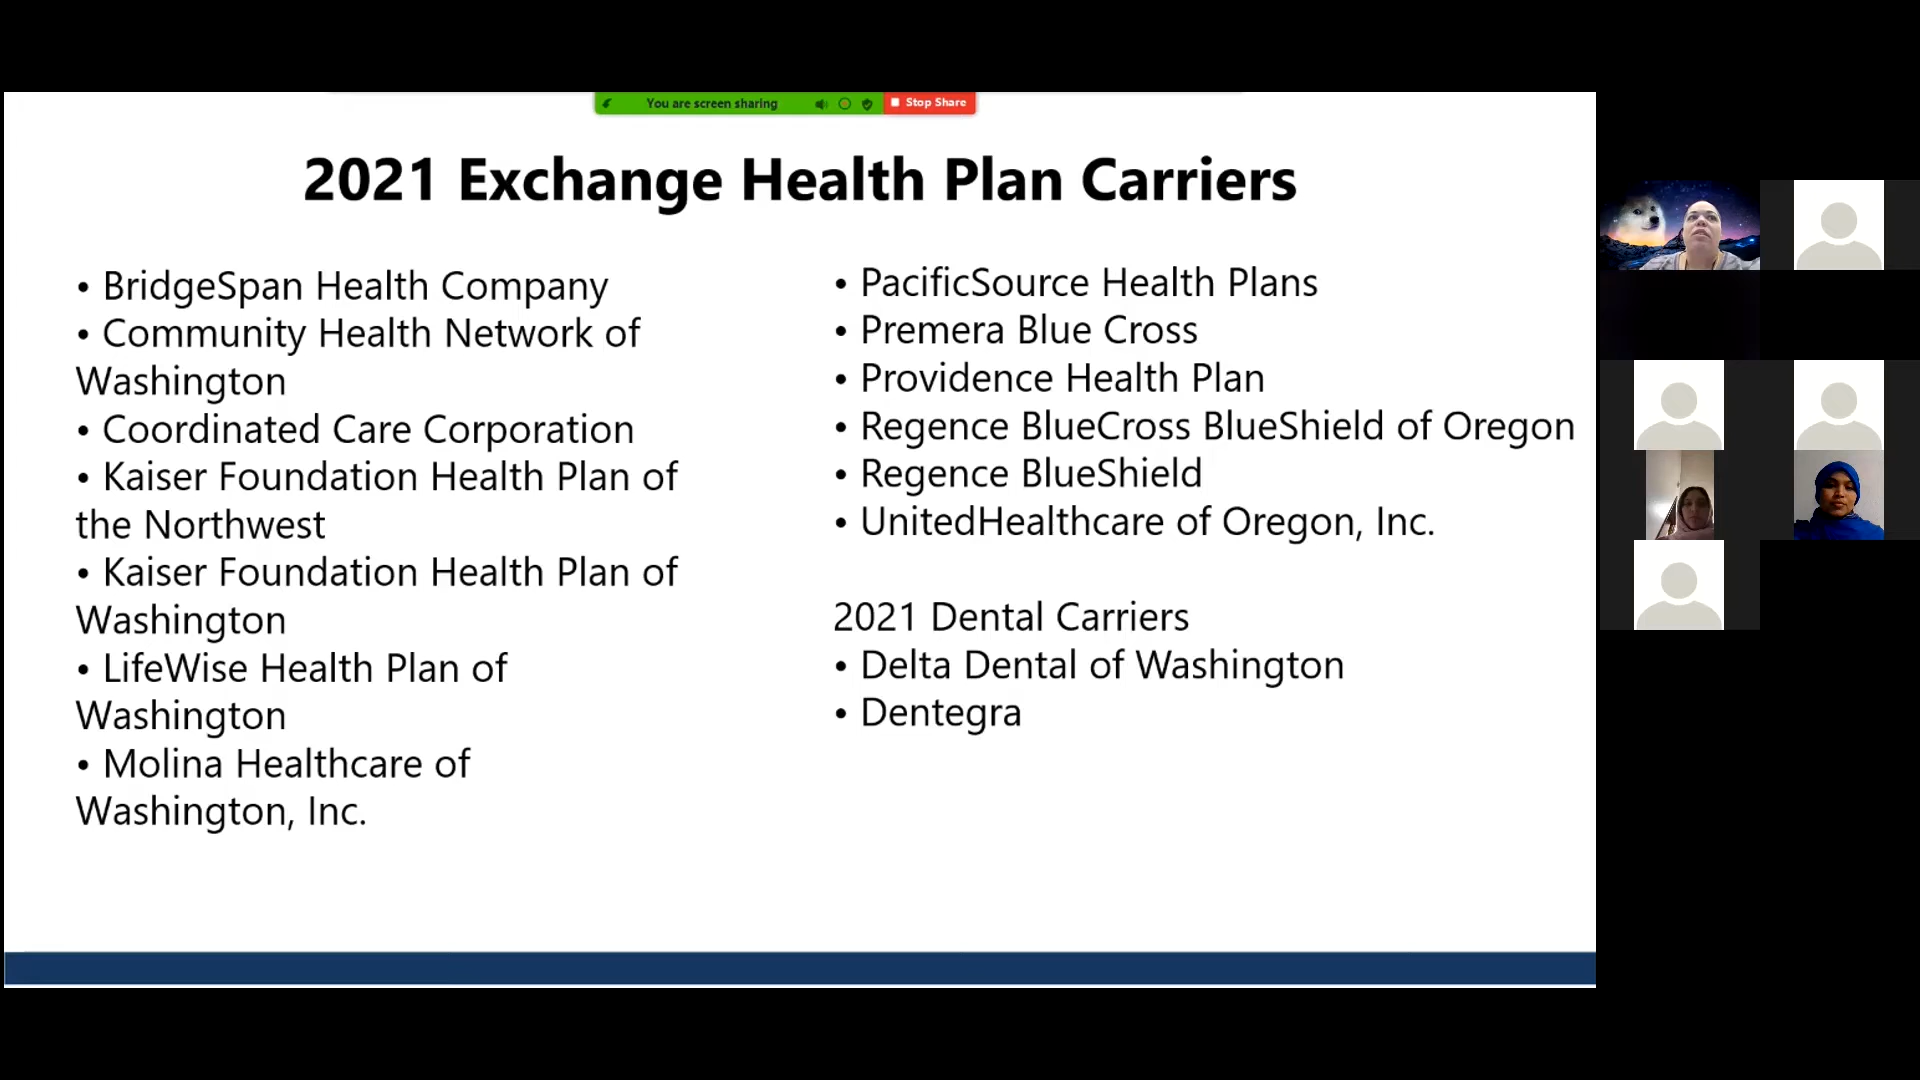 You are screen sharing
Stop Share
2021 Exchange Health Plan Carriers
• BridgeSpan Health Company
• Community Health Network of
Washington
• Coordinated Care Corporation
• Kaiser Foundation Health Plan of
the Northwest
• Kaiser Foundation Health Plan of
Washington
• LifeWise Health Plan of
Washington
• Molina Healthcare of
Washington, Inc.
• PacificSource Health Plans
• Premera Blue Cross
• Providence Health Plan
• Regence BlueCross BlueShield of Oregon
• Regence BlueShield
• UnitedHealthcare of Oregon, Inc.
2021 Dental Carriers
• Delta Dental of Washington
• Dentegra